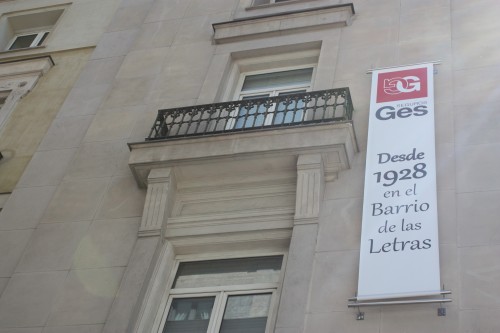 Ges
Desde
1928
en el
Barrio
de las
Letras